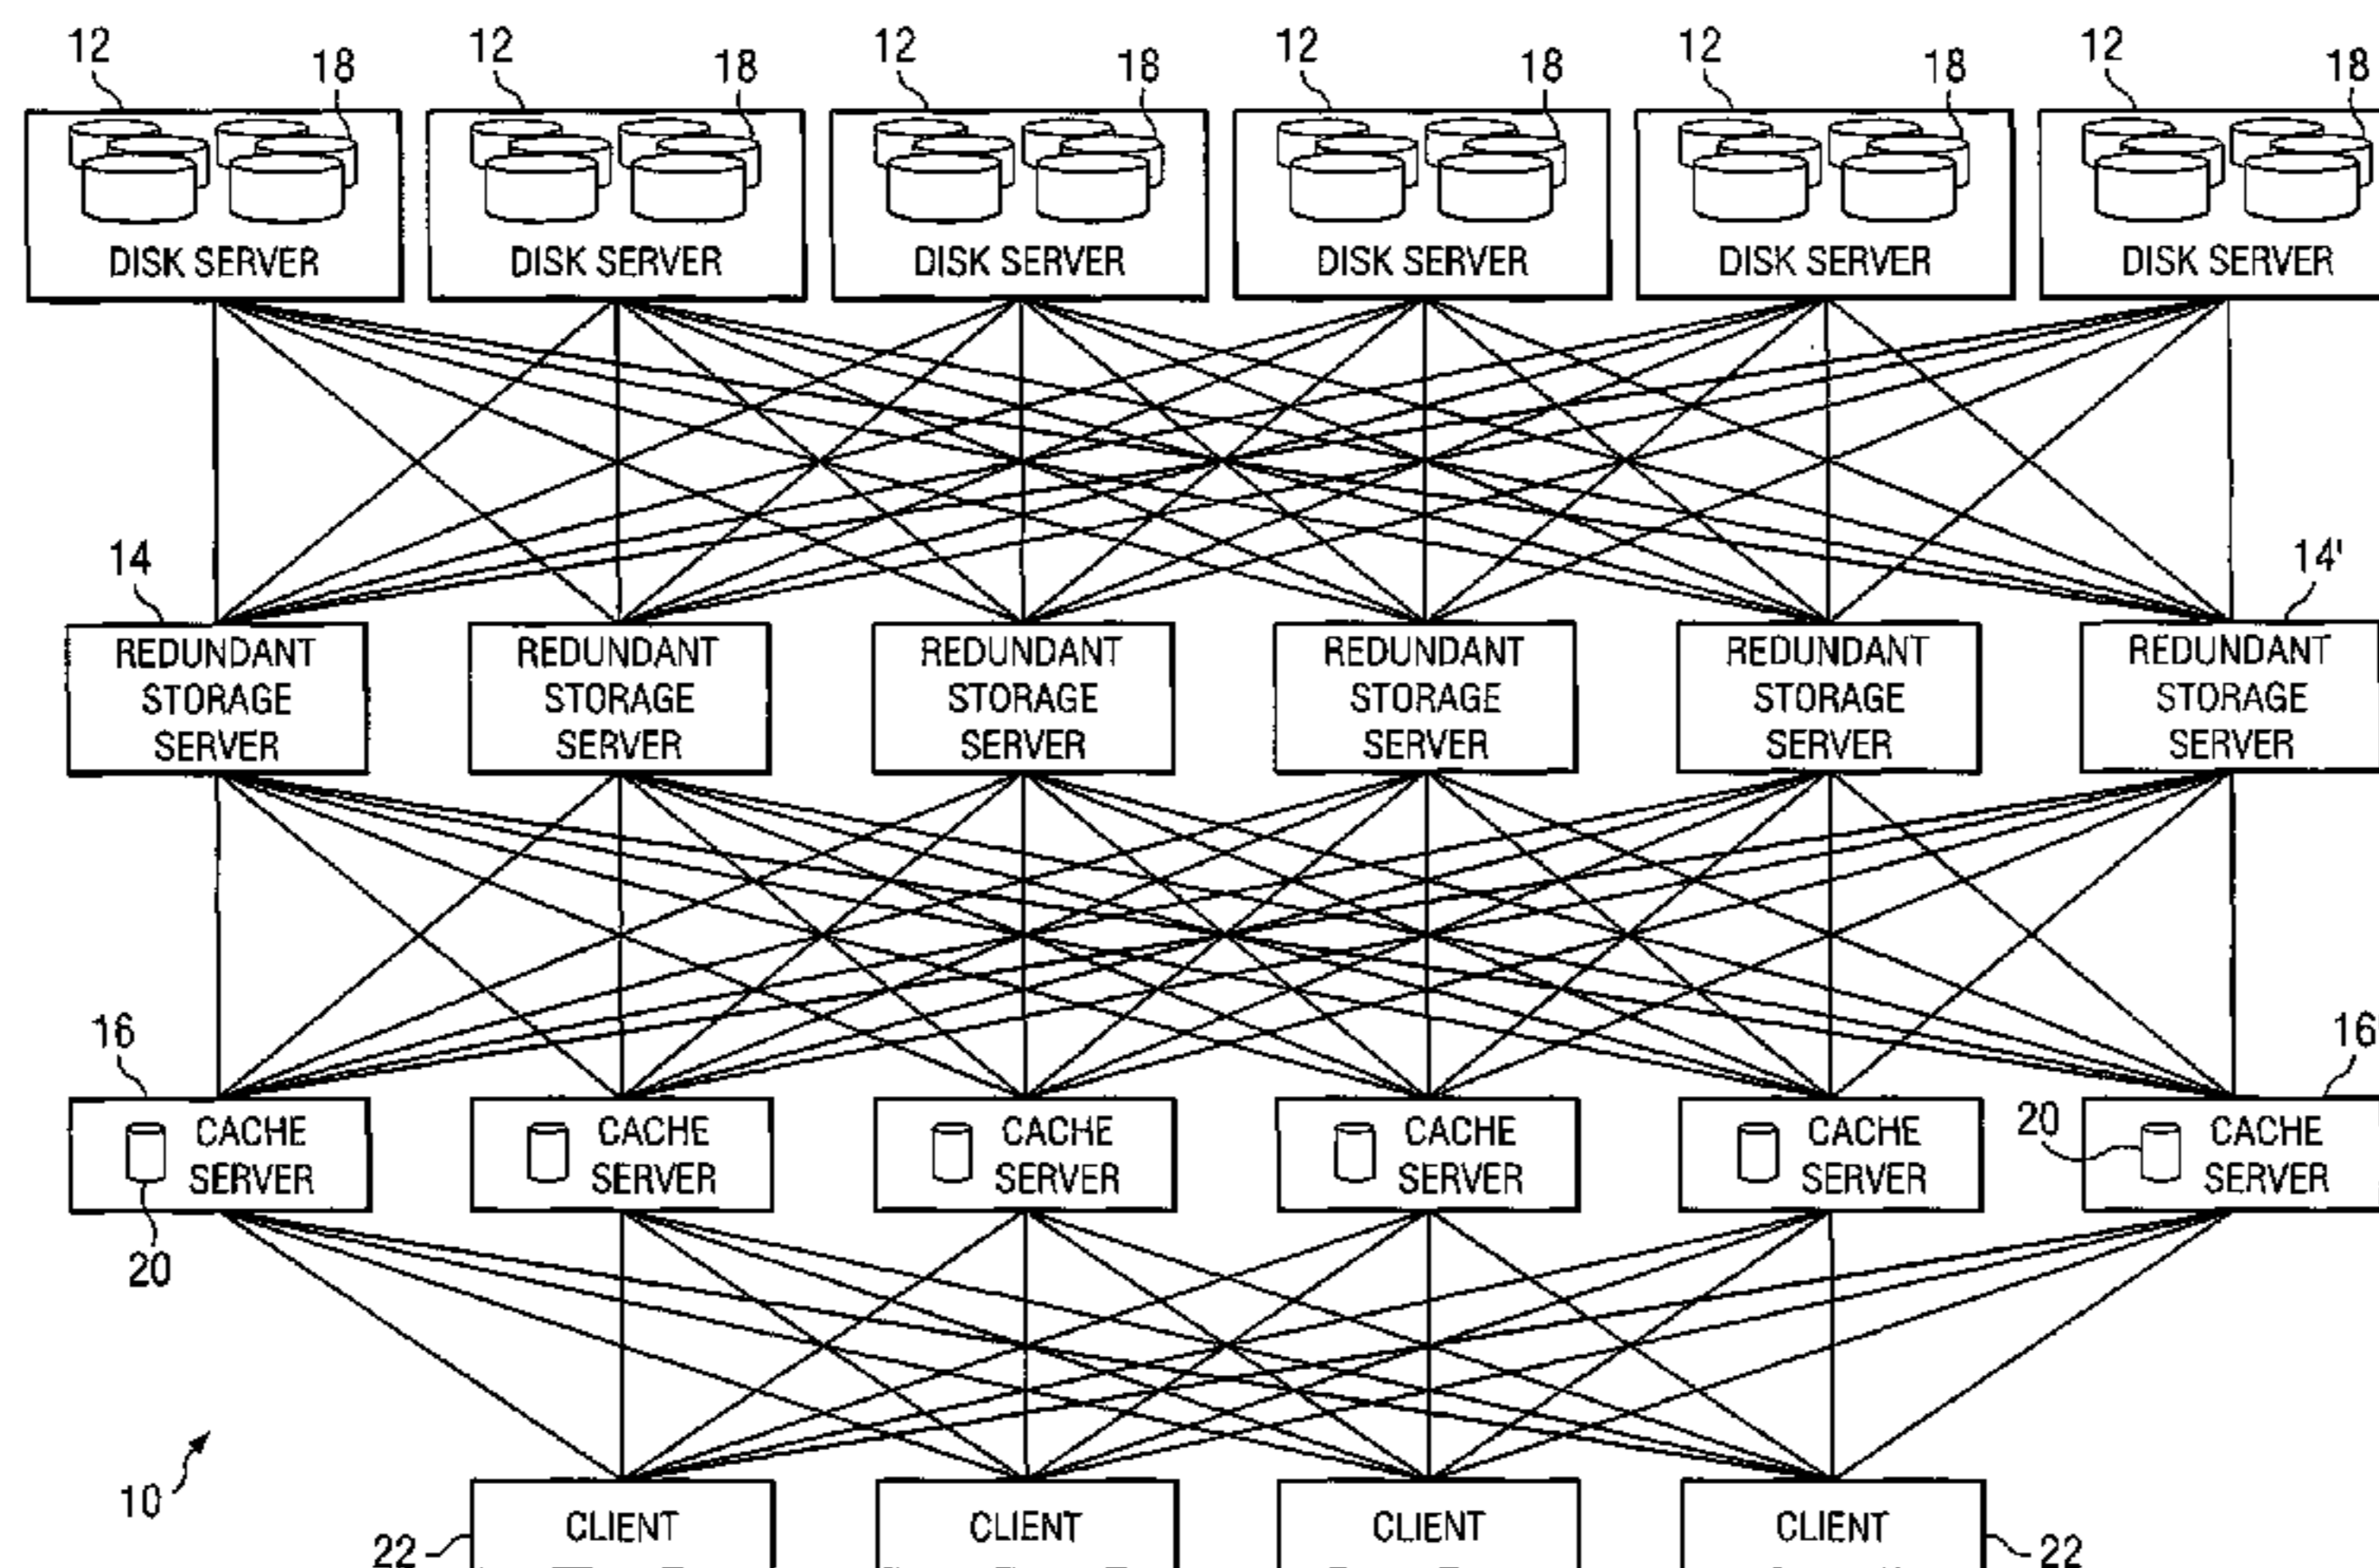 12 18 12 18 12 18 12 18 12 18 12 18
DISK SERVER DISK SERVER DISK SERVER DISK SERVER DISK SERVER DISK SERVER
14 14'
REDUNDANT REDUNDANT REDUNDANT REDUNDANT REDUNDANT REDUNDANT
STORAGE STORAGE STORAGE STORAGE STORAGE STORAGE
SERVER SERVER SERVER SERVER SERVER SERVER
16 16
CACHE CACHE CACHE CACHE CACHE 20 CACHE
SERVER SERVER SERVER SERVER SERVER SERVER
20
10
CLIENT CLIENT CLIENT CLIENT
22 22